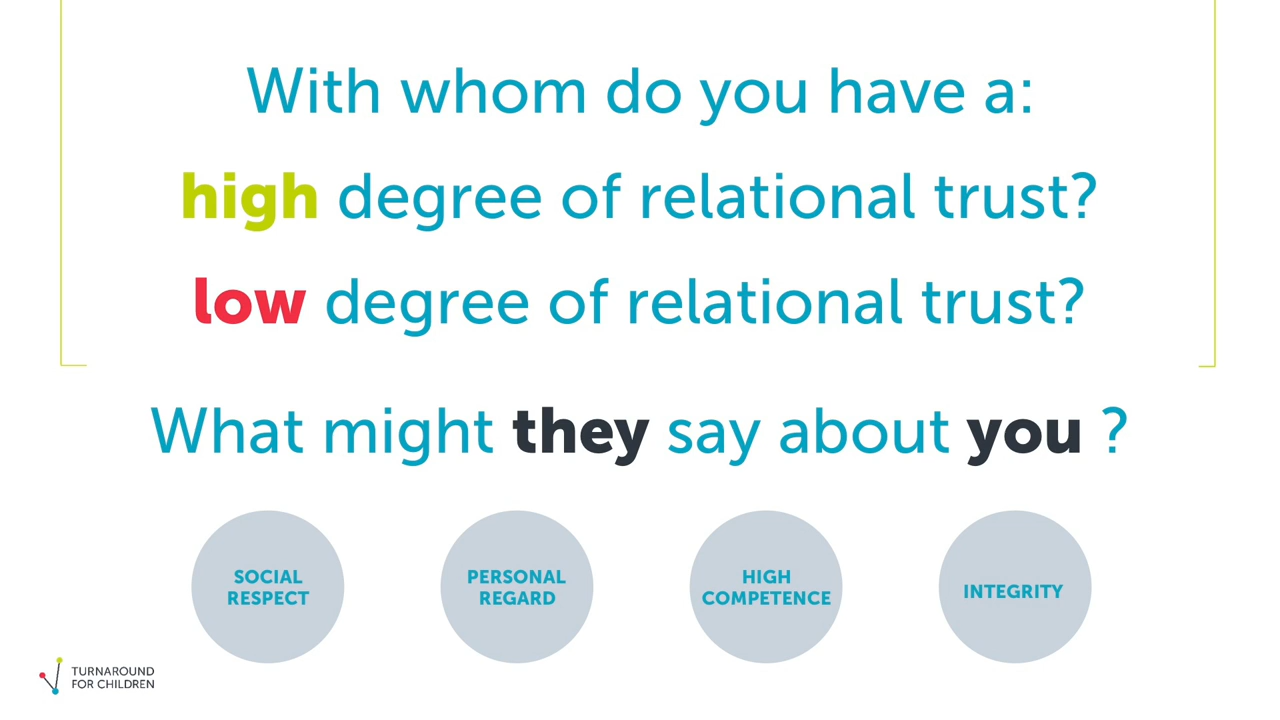 With whom do you have a:
high degree of relational trust?
low degree of relational trust?
What might they say about you ?
SOCIAL
RESPECT
PERSONAL
REGARD
HIGH
COMPETENCE
INTEGRITY
TURNAROUND
FOR CHILDREN